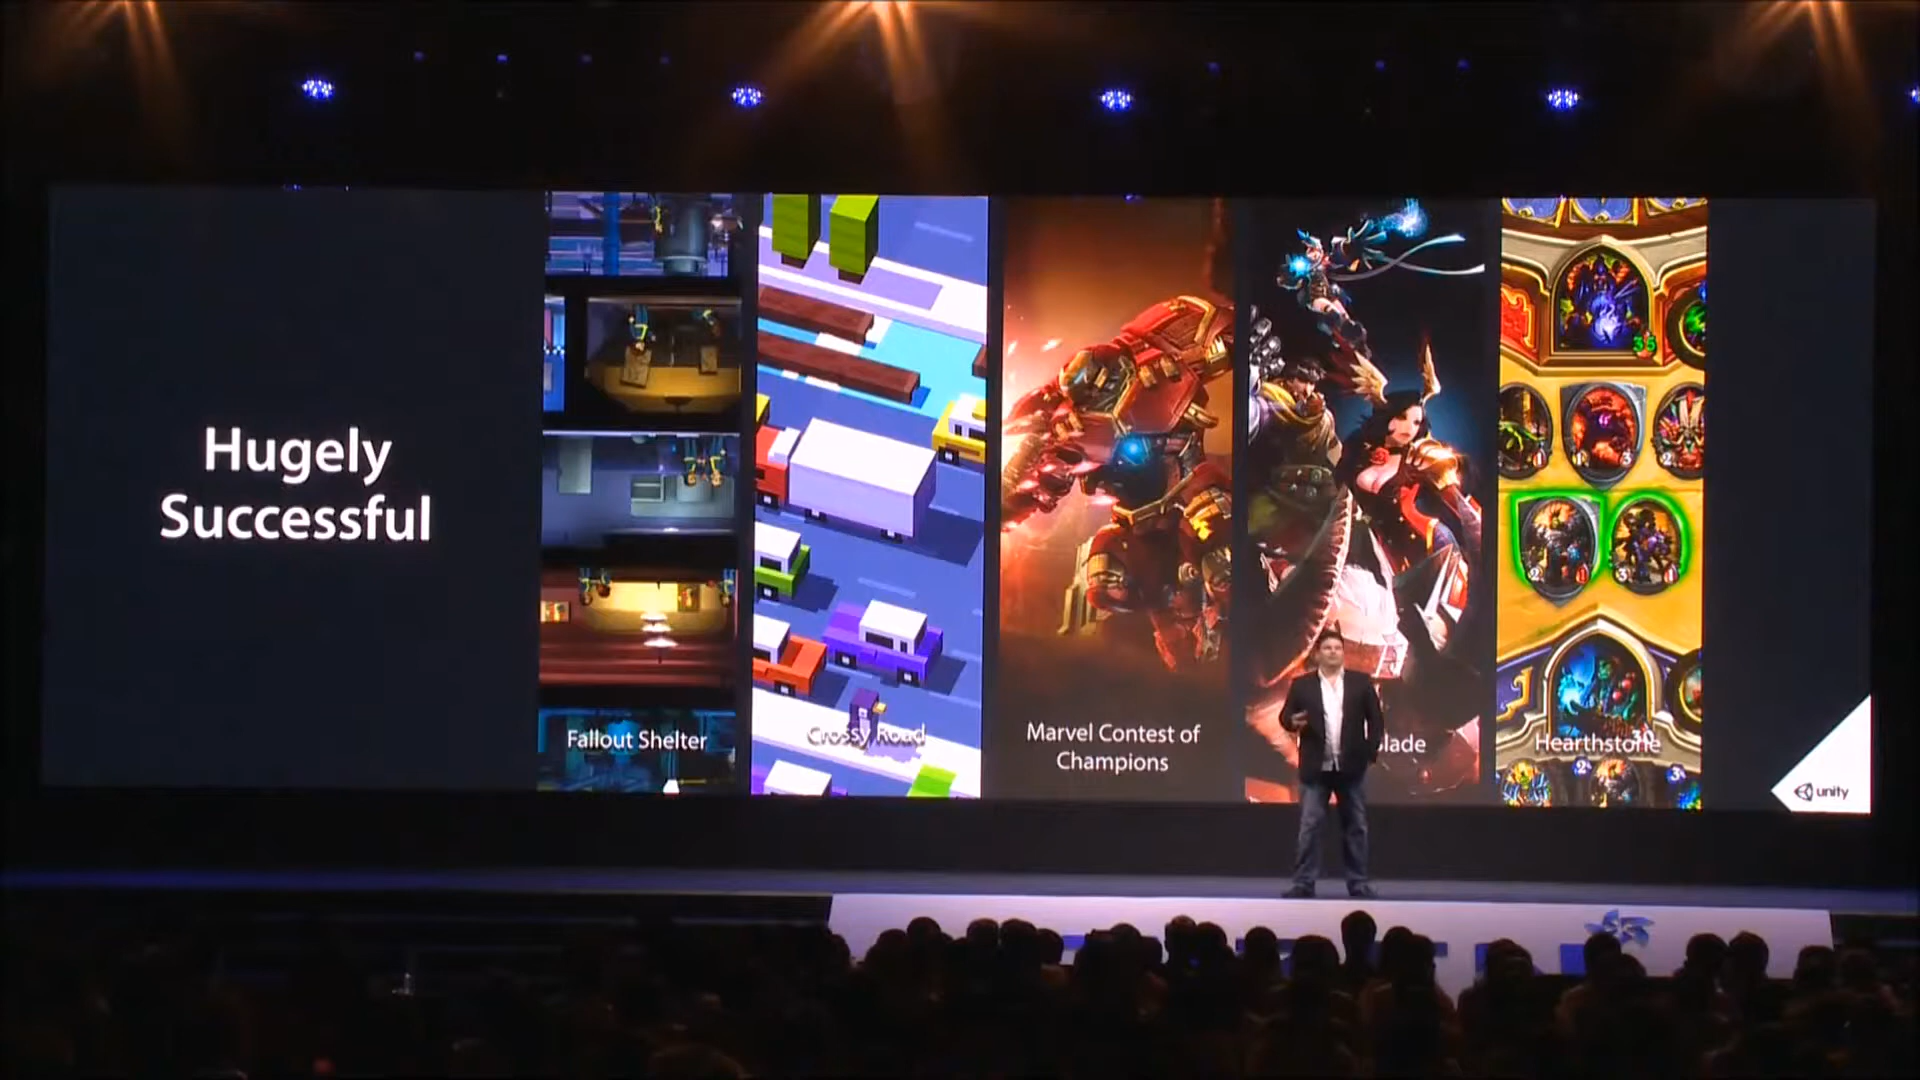 Hugely
Successful
Fallout Shelter
Crossy Road
Marvel Contest of
Champions
Hearthstone
unity